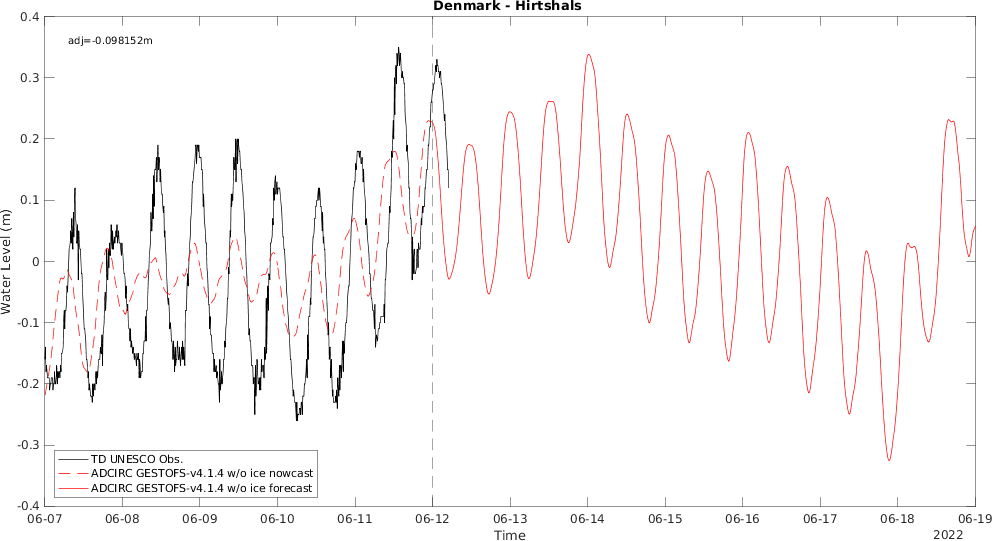 Denmark - Hirtshals
adj=-0.098152m
0.4
0.3
0.2
0.1
0
-0.1
-0.2
-0.3
-0.4
Water Level (m)
TD UNESCO Obs.
ADCIRC GESTOFS-v4.1.4 w/o ice nowcast
ADCIRC GESTOFS-v4.1.4 w/o ice forecast
06-07 06-08 06-09 06-10 06-11 06-12 06-13 06-14 06-15 06-16 06-17 06-18 06-19
Time
2022